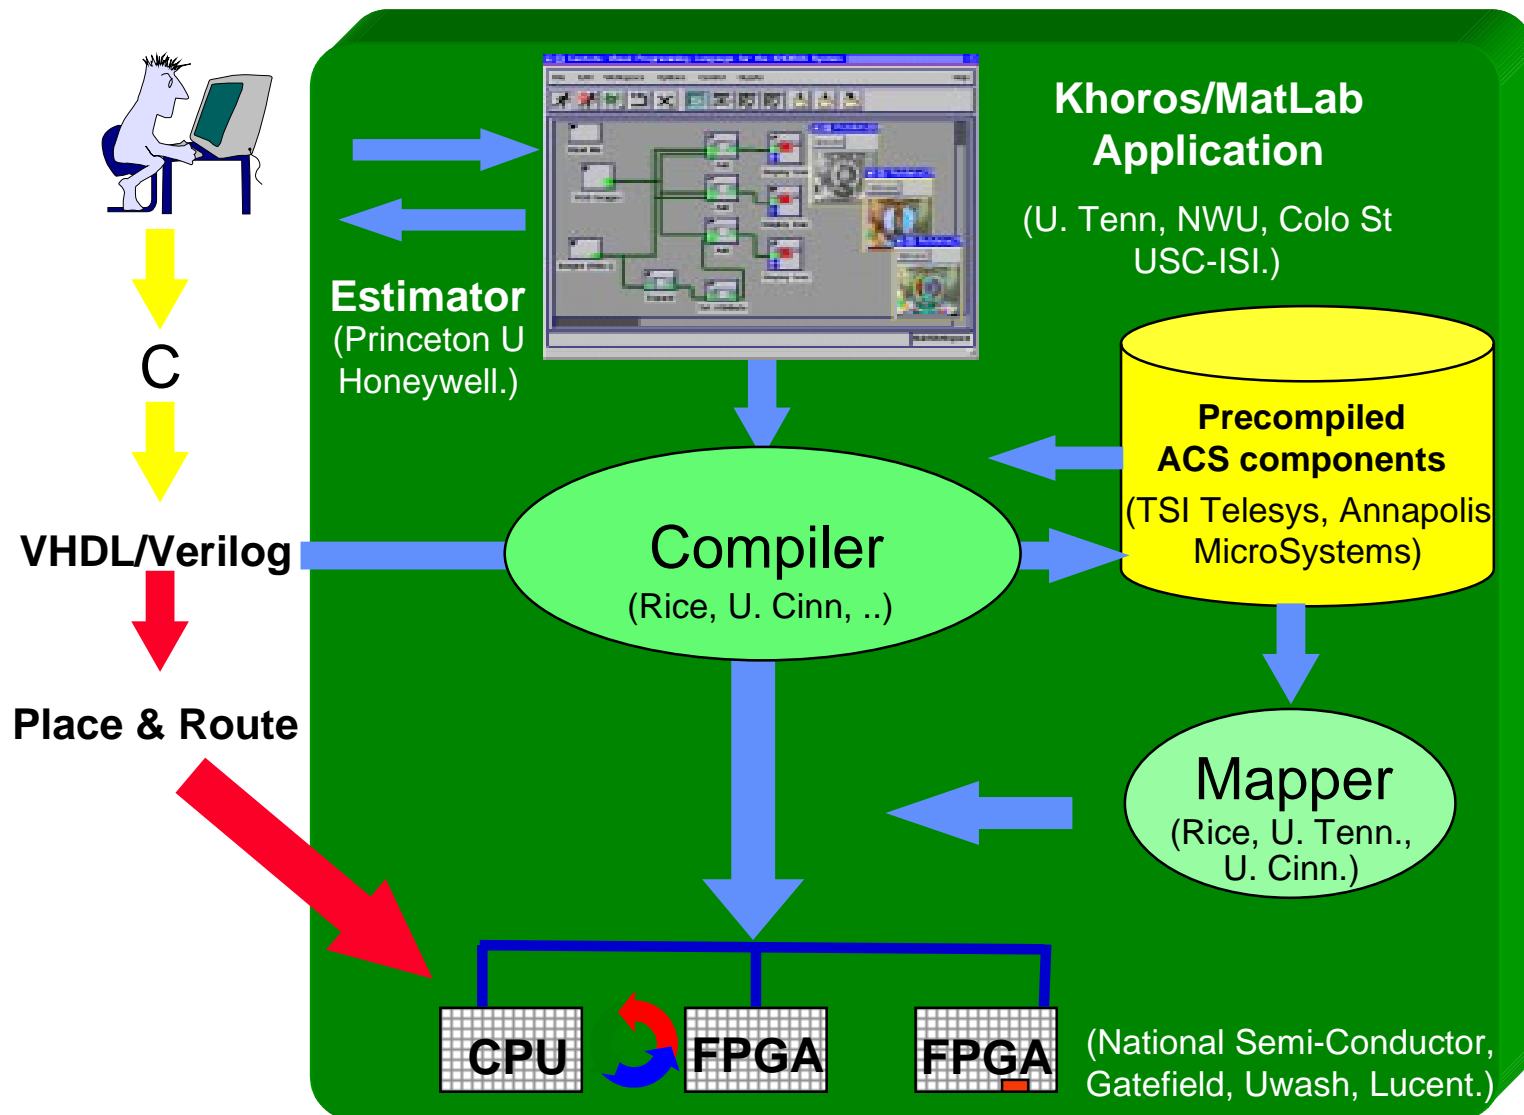 Khoros/MatLab
Application
(U. Tenn, NWU, Colo St
USC-ISI.)
Estimator
(Princeton U
Honeywell.)
C
Precompiled
ACS components
(TSI Telesys, Annapolis
MicroSystems)
VHDL/Verilog
Compiler
(Rice, U. Cinn, ..)
Place & Route
Mapper
(Rice, U. Tenn.,
U. Cinn.)
CPU
FPGA
FPGA
(National Semi-Conductor,
Gatefield, Uwash, Lucent.)